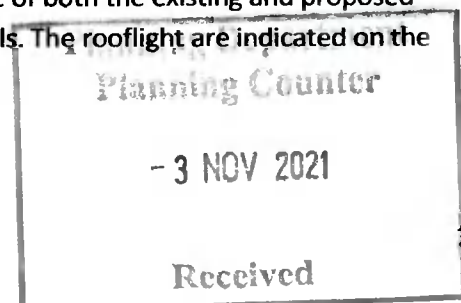 of both the existing and proposed
ls. The rooflight are indicated on the
Planning Counter
- 3 NOV 2021
Received